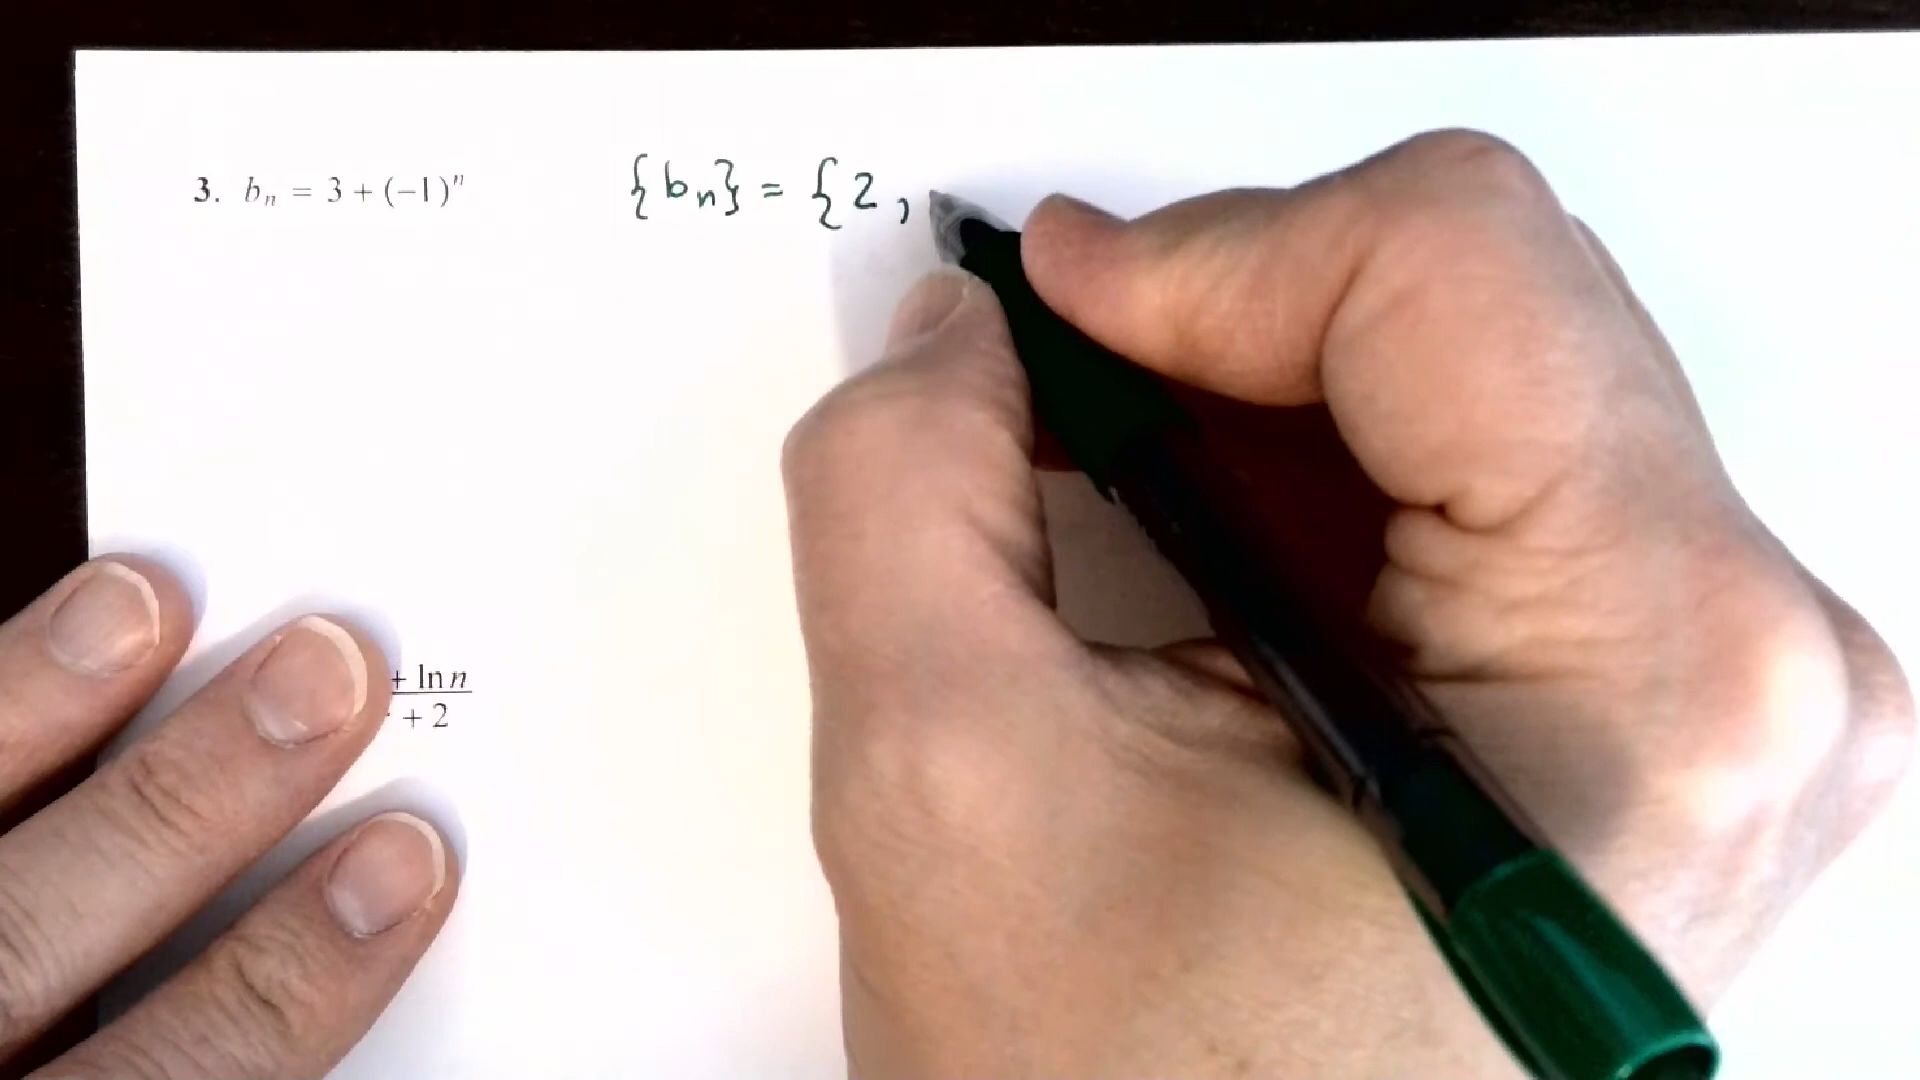 3. bₙ = 3 + (−1)ⁿ {bₙ} = {2,
+ ln n
+ 2